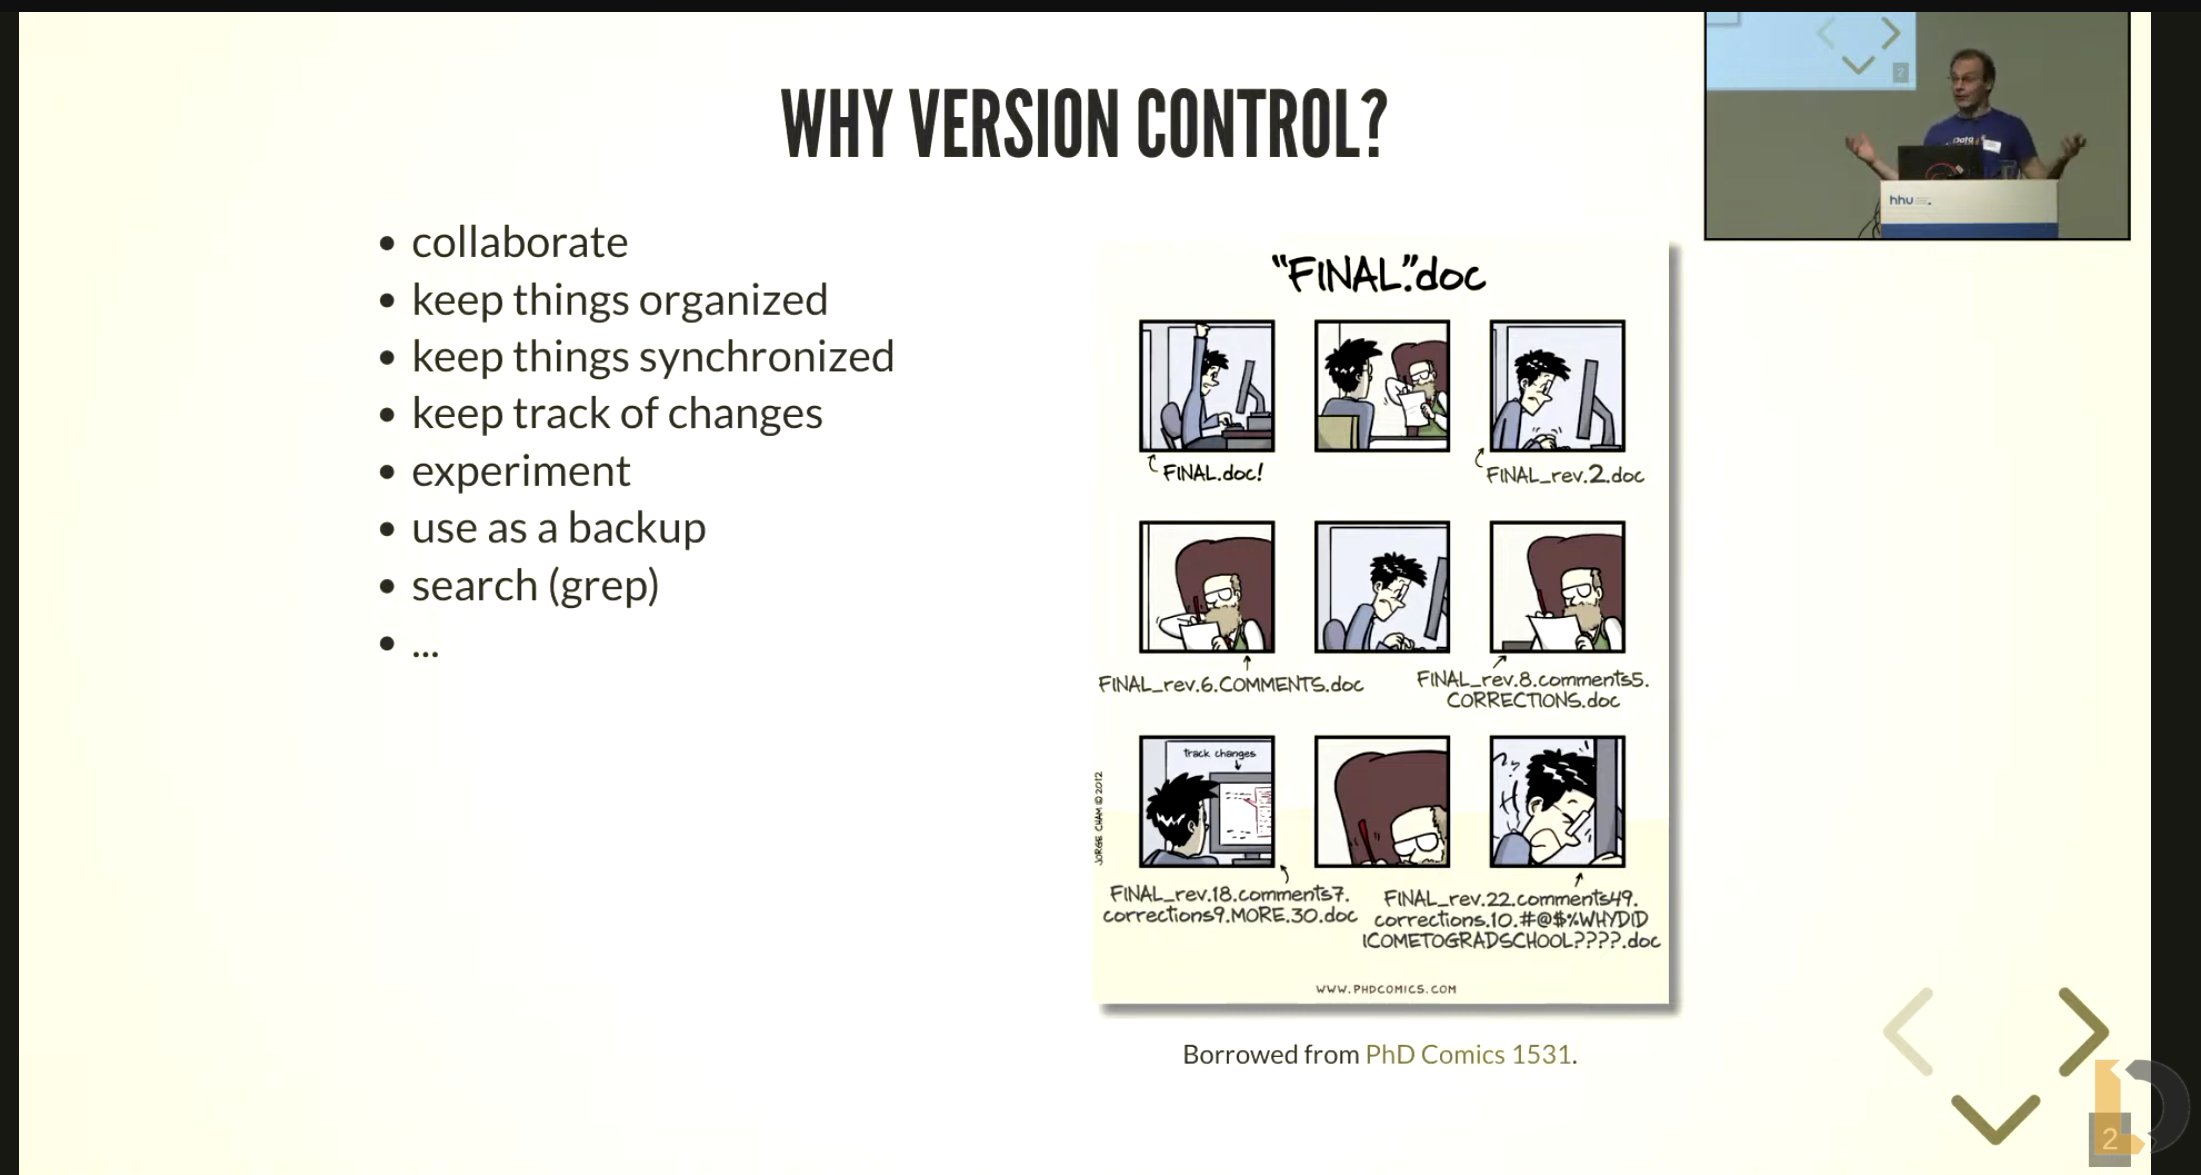 WHY VERSION CONTROL?
collaborate
keep things organized
keep things synchronized
keep track of changes
experiment
use as a backup
search (grep)
...
"FINAL".doc
FINAL.doc!
FINAL_rev.2.doc
FINAL_rev.6.COMMENTS.doc
FINAL_rev.8.comments5.
CORRECTIONS.doc
track changes
FINAL_rev.18.comments7.
corrections9.MORE.30.doc
FINAL_rev.22.comments49.
corrections.10.#@$%WHYDID
ICOMETOGRADSCHOOL????.doc
JORGE CHAM © 2012
WWW.PHDCOMICS.COM
Borrowed from PhD Comics 1531.
2
Data
hhu
2